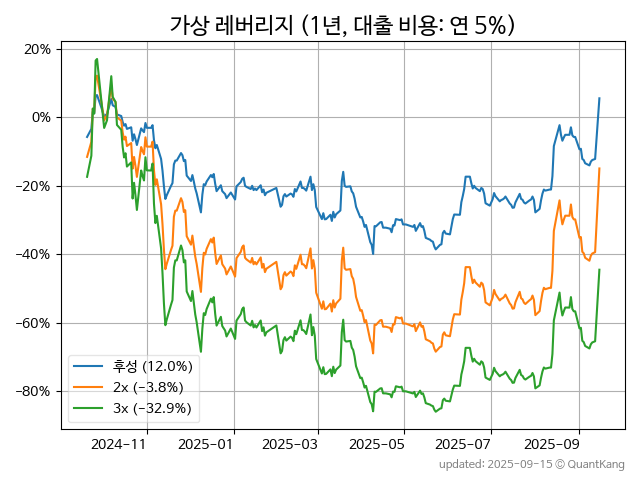 가상 레버리지 (1년, 대출 비용: 연 5%)
20%
0%
−20%
−40%
−60%
−80%
후성 (12.0%)
2x (−3.8%)
3x (−32.9%)
2024-11
2025-01
2025-03
2025-05
2025-07
2025-09
updated: 2025-09-15 © QuantKang